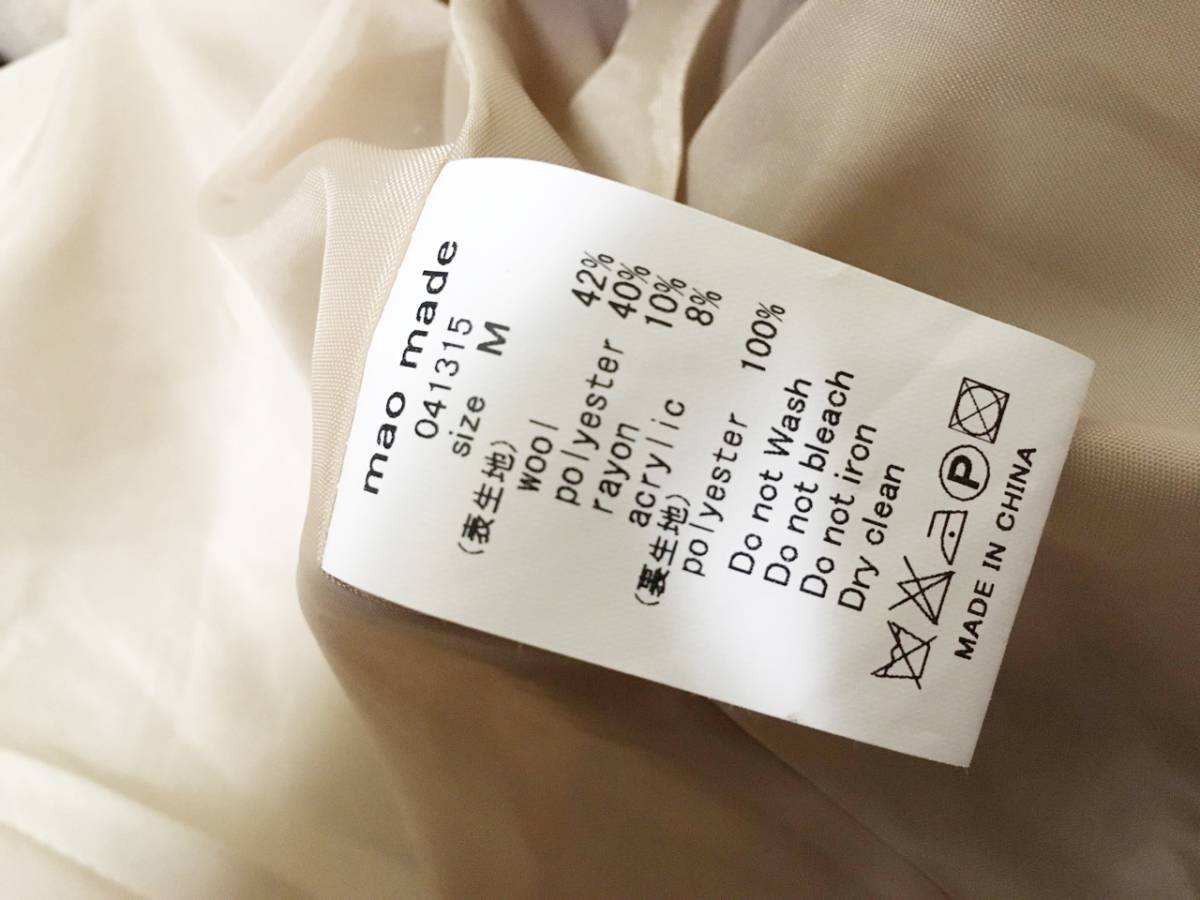 mao made
041315
size M
(表生地)
wool 42%
polyester 40%
rayon 10%
acrylic 8%
(裏生地)
polyester 100%
Do not Wash
Do not bleach
Do not iron
Dry clean
P
MADE IN CHINA